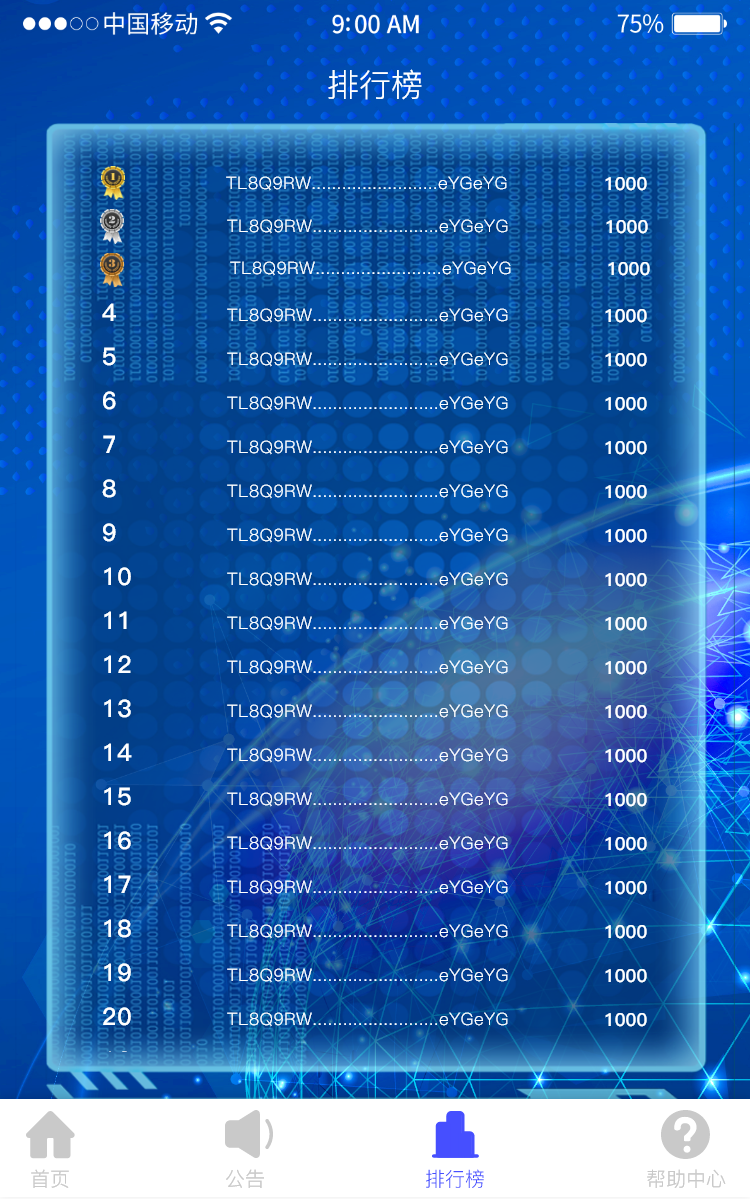 中国移动 9:00 AM 75%
排行榜
1 TL8Q9RW.........................eYGeYG 1000
2 TL8Q9RW.........................eYGeYG 1000
3 TL8Q9RW.........................eYGeYG 1000
4 TL8Q9RW.........................eYGeYG 1000
5 TL8Q9RW.........................eYGeYG 1000
6 TL8Q9RW.........................eYGeYG 1000
7 TL8Q9RW.........................eYGeYG 1000
8 TL8Q9RW.........................eYGeYG 1000
9 TL8Q9RW.........................eYGeYG 1000
10 TL8Q9RW.........................eYGeYG 1000
11 TL8Q9RW.........................eYGeYG 1000
12 TL8Q9RW.........................eYGeYG 1000
13 TL8Q9RW.........................eYGeYG 1000
14 TL8Q9RW.........................eYGeYG 1000
15 TL8Q9RW.........................eYGeYG 1000
16 TL8Q9RW.........................eYGeYG 1000
17 TL8Q9RW.........................eYGeYG 1000
18 TL8Q9RW.........................eYGeYG 1000
19 TL8Q9RW.........................eYGeYG 1000
20 TL8Q9RW.........................eYGeYG 1000
首页 公告 排行榜 帮助中心